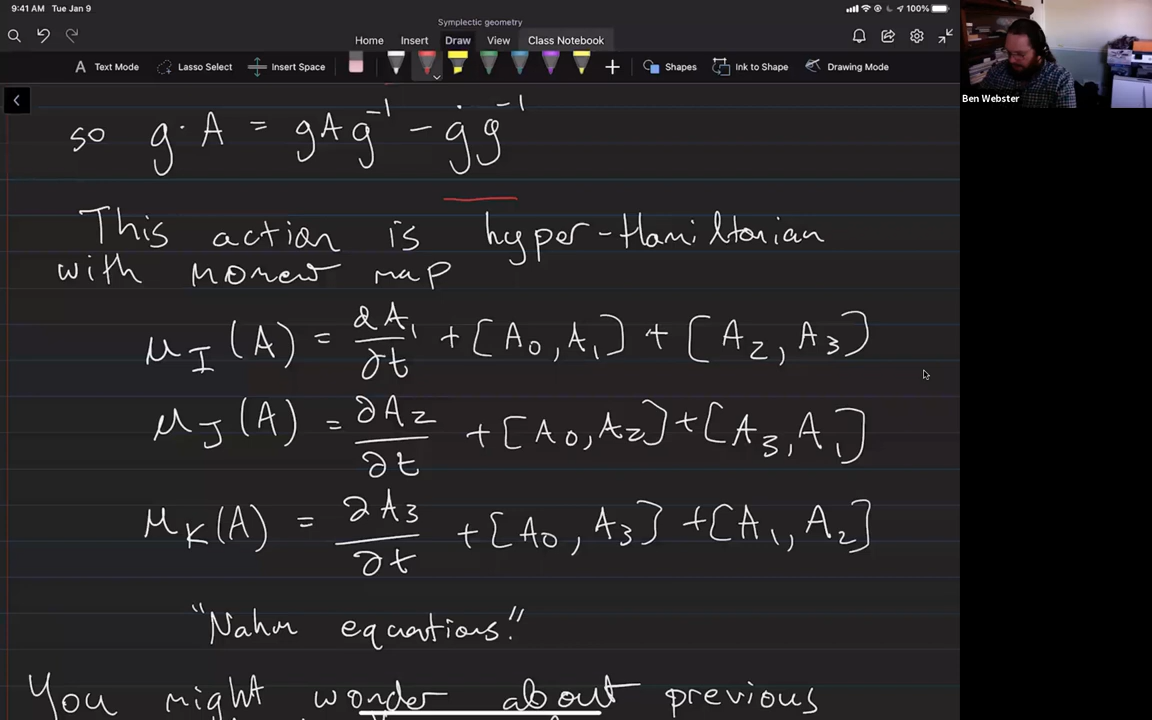 9:41 AM Tue Jan 9
100%
Symplectic geometry
Home Insert Draw View Class Notebook
Text Mode Lasso Select Insert Space Shapes Ink to Shape Drawing Mode
Ben Webster
so g · A = gAg⁻¹ − ġg⁻¹
This action is hyper-Hamiltonian
with moment map
μ_I(A) = ∂A₁/∂t + [A₀, A₁] + [A₂, A₃]
μ_J(A) = ∂A₂/∂t + [A₀, A₂] + [A₃, A₁]
μ_K(A) = ∂A₃/∂t + [A₀, A₃] + [A₁, A₂]
"Nahm equations."
You might wonder about previous